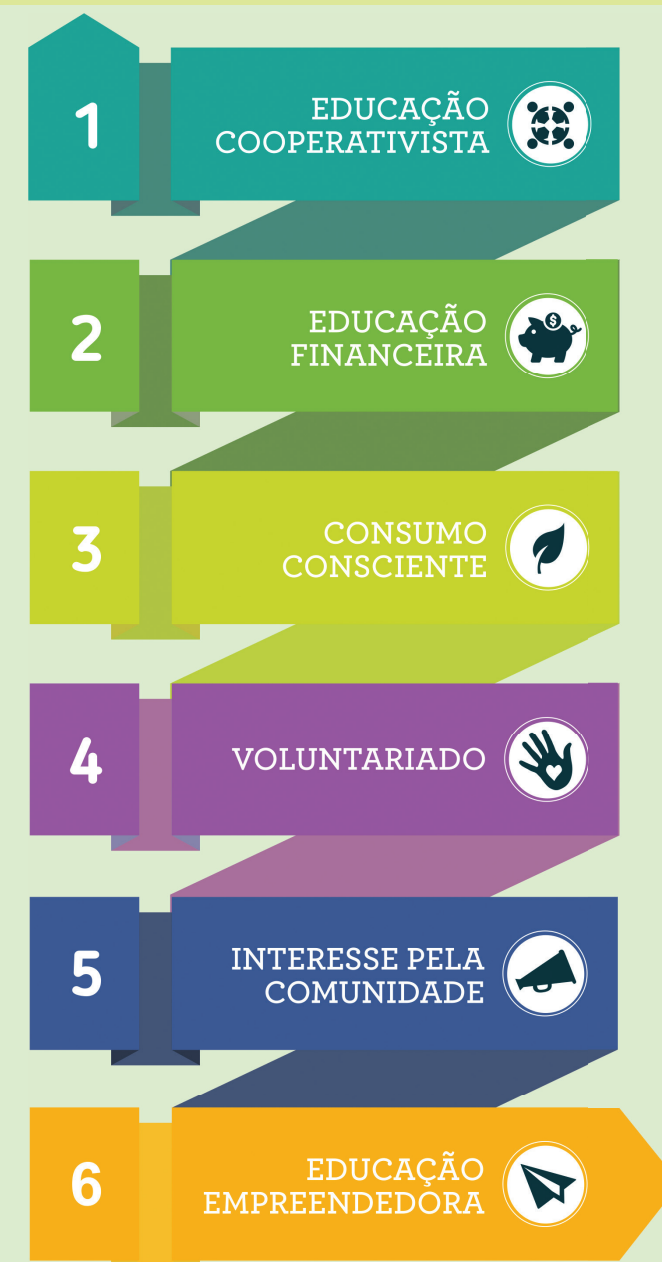 1
EDUCAÇÃO
COOPERATIVISTA
2
EDUCAÇÃO
FINANCEIRA
$
3
CONSUMO
CONSCIENTE
4
VOLUNTARIADO
5
INTERESSE PELA
COMUNIDADE
6
EDUCAÇÃO
EMPREENDEDORA